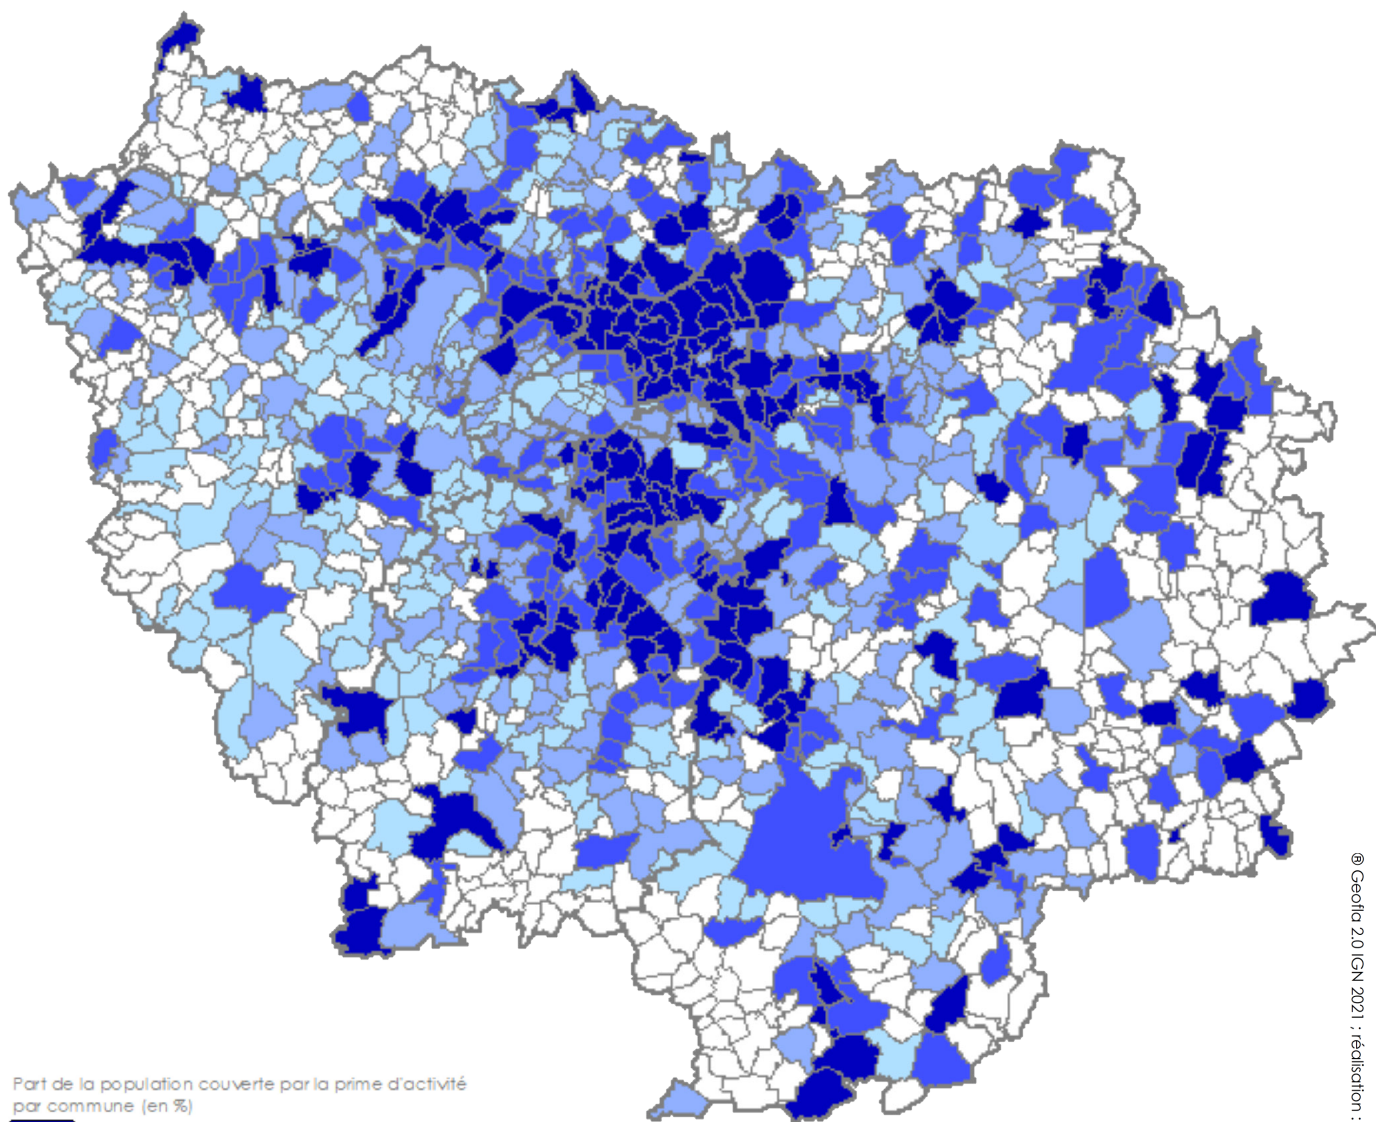 Part de la population couverte par la prime d'activité
par commune (en %)
® Geofla 2.0 IGN 2021 ; réalisation :